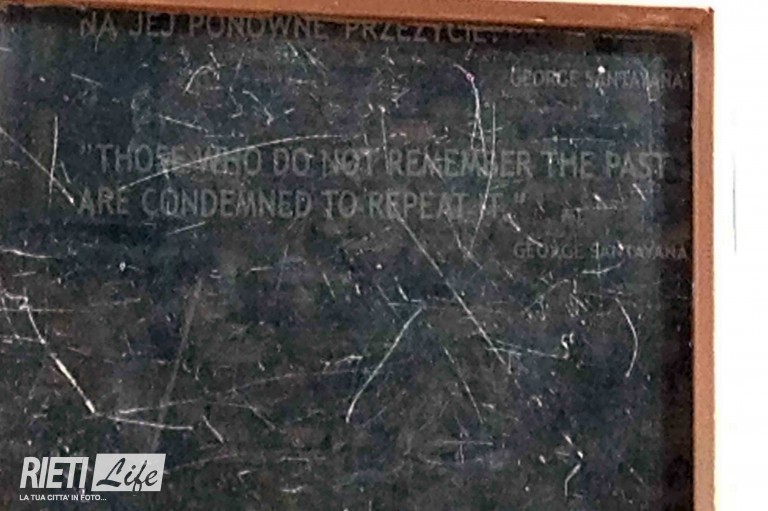 NA JEJ PONOWNE PRZEŻYCIE.
GEORGE SANTAYANA
"THOSE WHO DO NOT REMEMBER THE PAST
ARE CONDEMNED TO REPEAT IT."
GEORGE SANTAYANA
RIETI Life
LA TUA CITTA' IN FOTO...